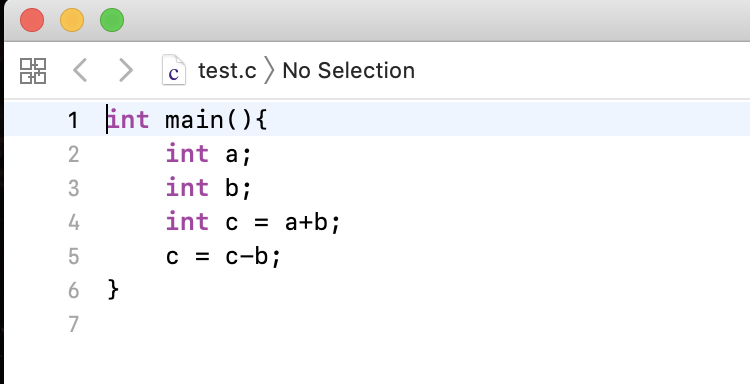 test.c 〉 No Selection
1 int main(){
2     int a;
3     int b;
4     int c = a+b;
5     c = c-b;
6 }
7